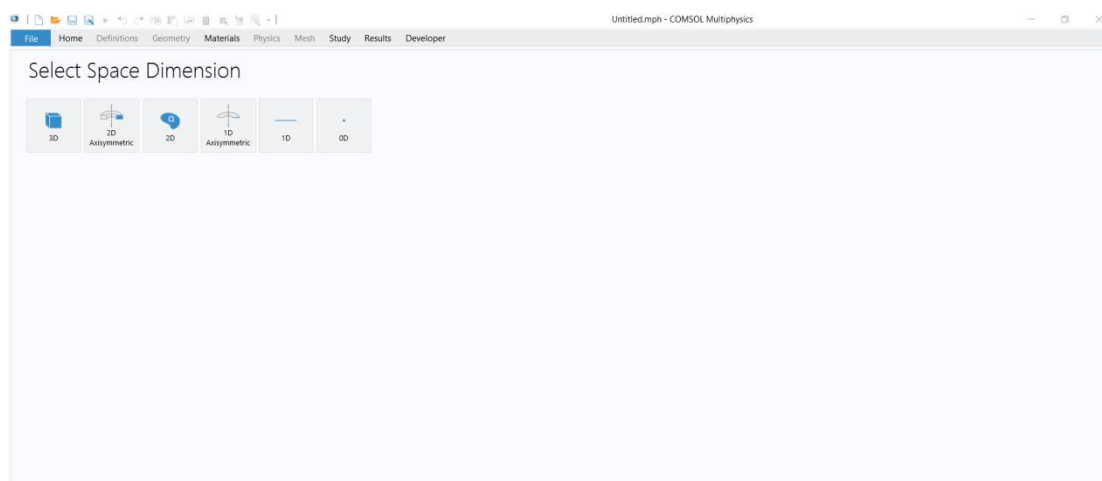 Untitled.mph - COMSOL Multiphysics
File Home Definitions Geometry Materials Physics Mesh Study Results Developer
Select Space Dimension
3D
2D
Axisymmetric
2D
1D
Axisymmetric
1D
0D